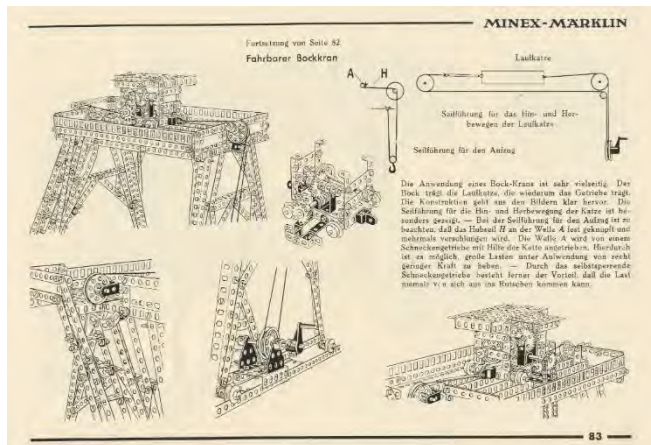 MINEX-MÄRKLIN
Fortsetzung von Seite 82
Fahrbarer Bockkran
A
H
Laufkatze
Seilführung für das Hin- und Her-
bewegen der Laufkatze
Seilführung für den Aufzug
Die Anwendung eines Bock-Krans ist sehr vielseitig. Der
Bock trägt die Laufkatze, die wiederum das Getriebe trägt.
Die Konstruktion geht aus den Bildern klar hervor. Die
Seilführung für die Hin- und Herbewegung der Katze ist be-
sonders gezeigt. — Bei der Seilführung für den Aufzug ist zu
beachten, daß das Hubseil H an der Welle A fest geknüpft und
mehrmals verschlungen wird. Die Welle A wird von einem
Schneckengetriebe mit Hilfe der Kette angetrieben. Hierdurch
ist es möglich, große Lasten unter Aufwendung von recht
geringer Kraft zu heben. — Durch das selbstsperrende
Schneckengetriebe besteht ferner der Vorteil, daß die Last
niemals von sich aus ins Rutschen kommen kann.
83